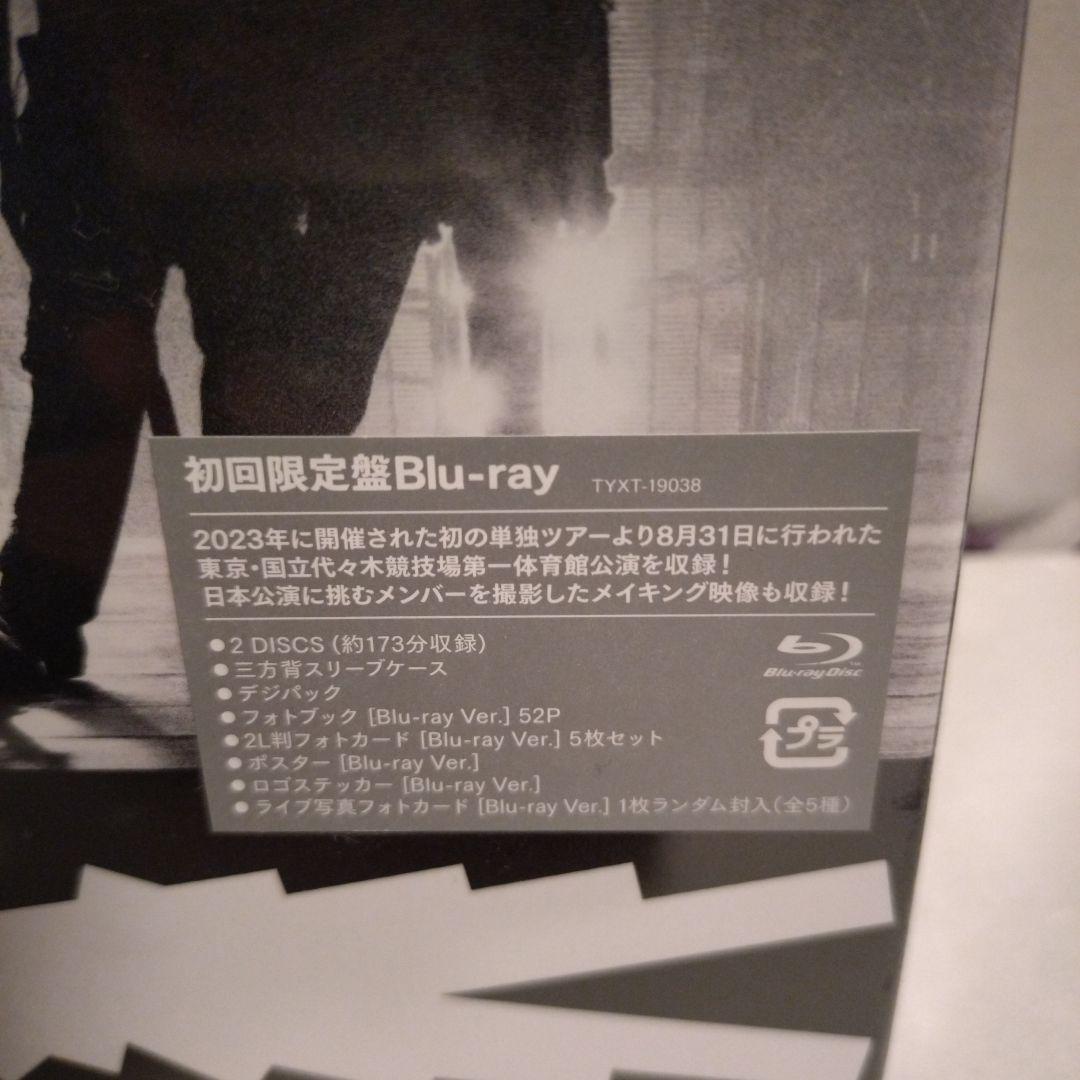 初回限定盤Blu-ray TYXT-19038
2023年に開催された初の単独ツアーより8月31日に行われた
東京・国立代々木競技場第一体育館公演を収録！
日本公演に挑むメンバーを撮影したメイキング映像も収録！
●2 DISCS（約173分収録）
●三方背スリーブケース
●デジパック
●フォトブック [Blu-ray Ver.] 52P
●2L判フォトカード [Blu-ray Ver.] 5枚セット
●ポスター [Blu-ray Ver.]
●ロゴステッカー [Blu-ray Ver.]
●ライブ写真フォトカード [Blu-ray Ver.] 1枚ランダム封入（全5種）
Blu-ray Disc™
プラ